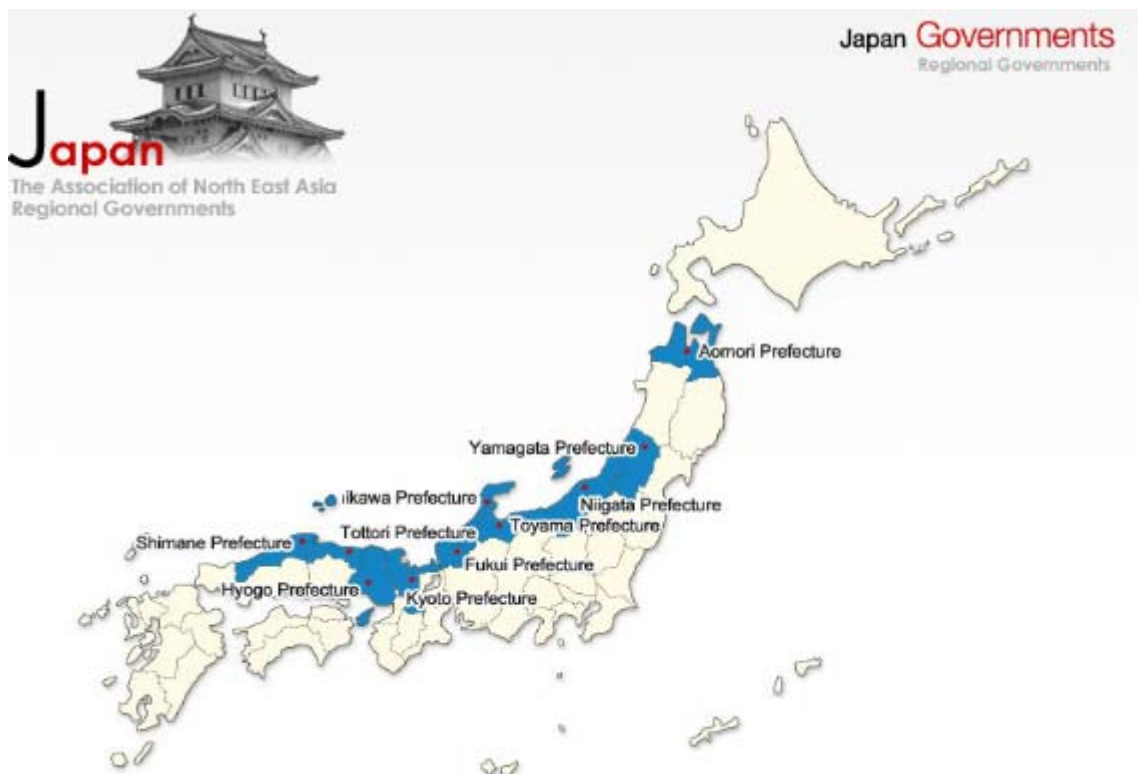 Japan Governments
Regional Governments
Japan
The Association of North East Asia
Regional Governments
Aomori Prefecture
Yamagata Prefecture
ikawa Prefecture
Niigata Prefecture
Tottori Prefecture
Toyama Prefecture
Shimane Prefecture
Fukui Prefecture
Hyogo Prefecture
Kyoto Prefecture